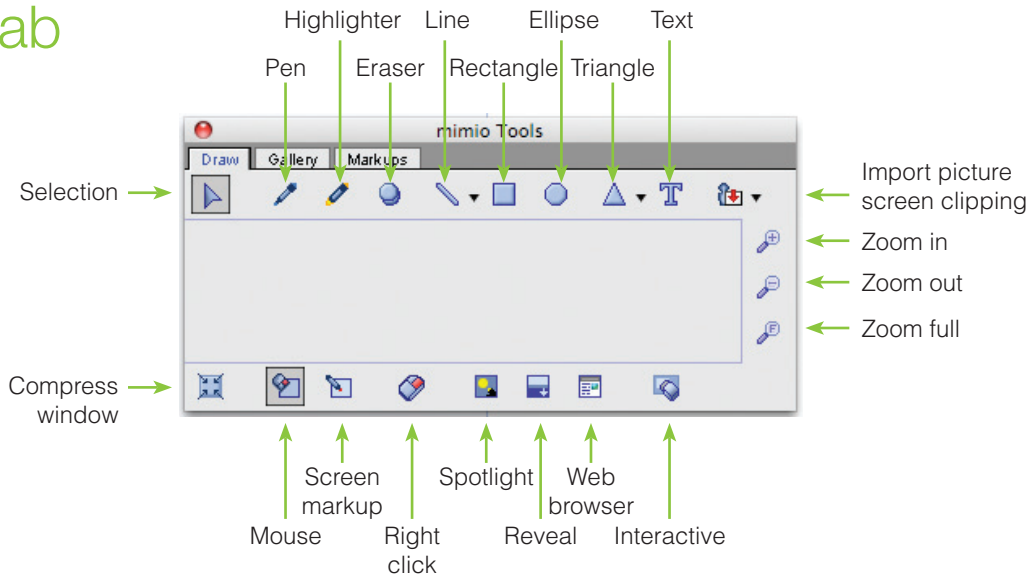 ab
Highlighter Line Ellipse Text
Pen Eraser Rectangle Triangle
mimio Tools
Draw Gallery Markups
Selection
T
Import picture
screen clipping
Zoom in
Zoom out
F
Zoom full
Compress
window
Screen
markup
Spotlight
Web
browser
Mouse
Right
click
Reveal
Interactive